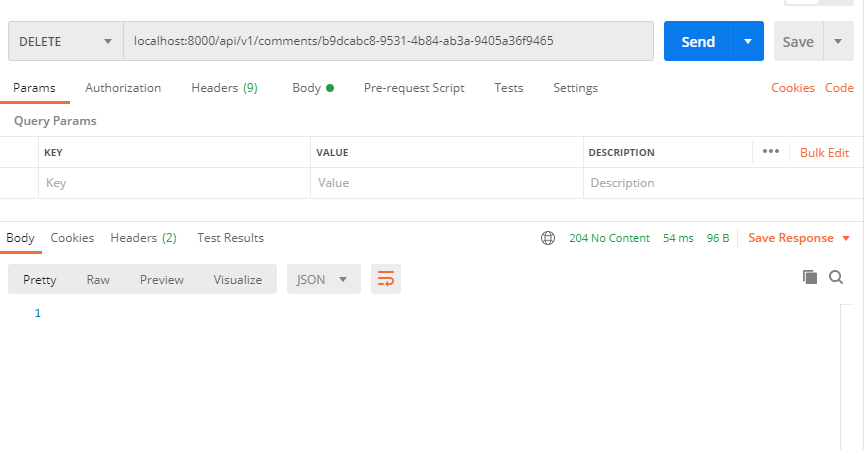 DELETE localhost:8000/api/v1/comments/b9dcabc8-9531-4b84-ab3a-9405a36f9465 Send Save
Params Authorization Headers (9) Body Pre-request Script Tests Settings Cookies Code
Query Params
KEY VALUE DESCRIPTION ••• Bulk Edit
Key Value Description
Body Cookies Headers (2) Test Results 204 No Content 54 ms 96 B Save Response
Pretty Raw Preview Visualize JSON
1